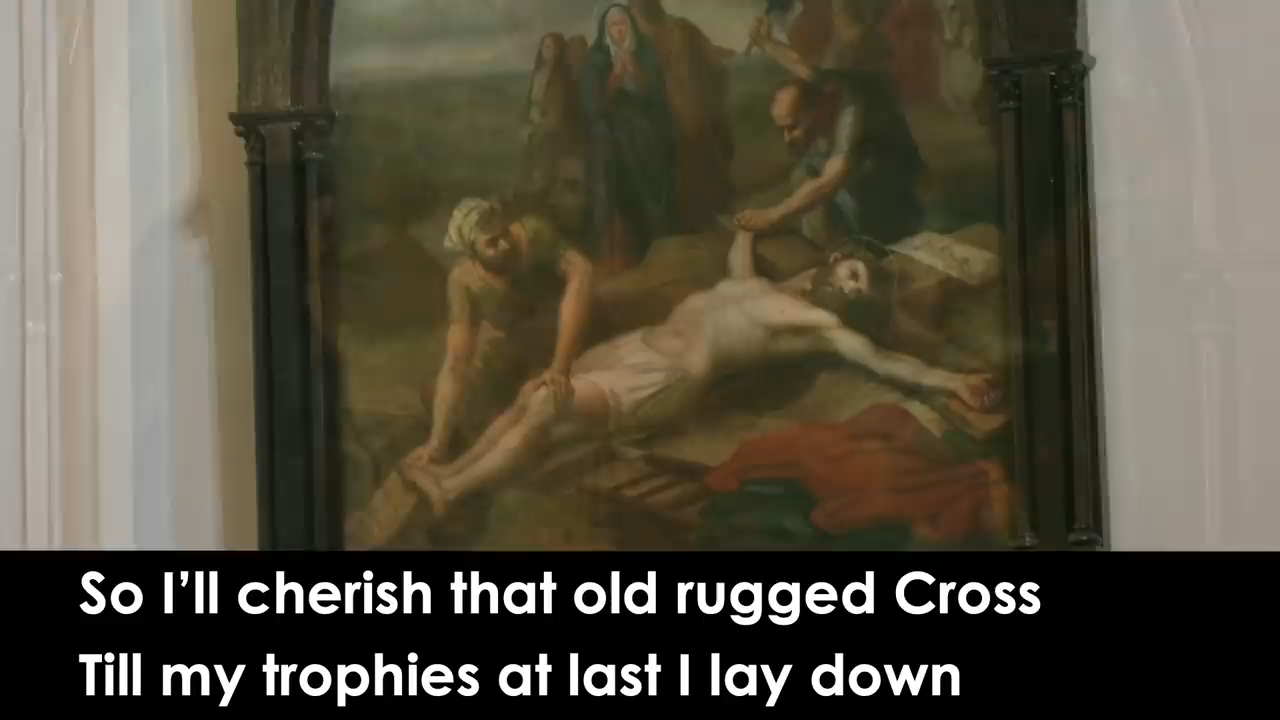 So I’ll cherish that old rugged Cross
Till my trophies at last I lay down